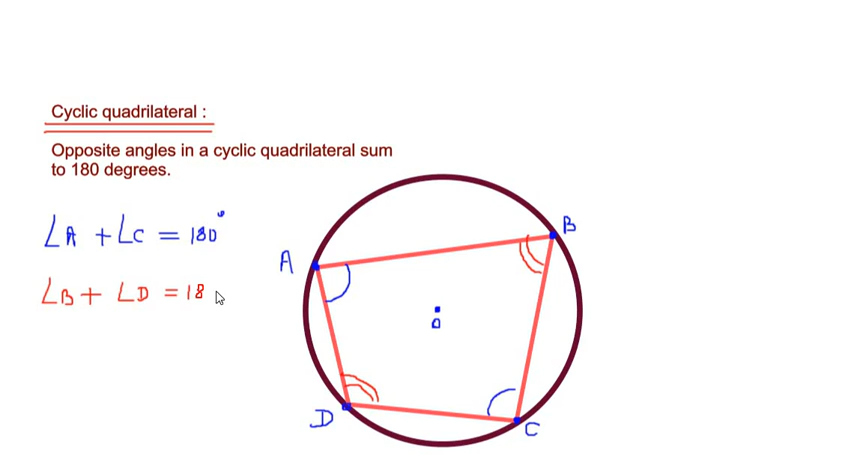 Cyclic quadrilateral :
Opposite angles in a cyclic quadrilateral sum
to 180 degrees.
∠A + ∠C = 180°
∠B + ∠D = 18
A
B
O
D
C